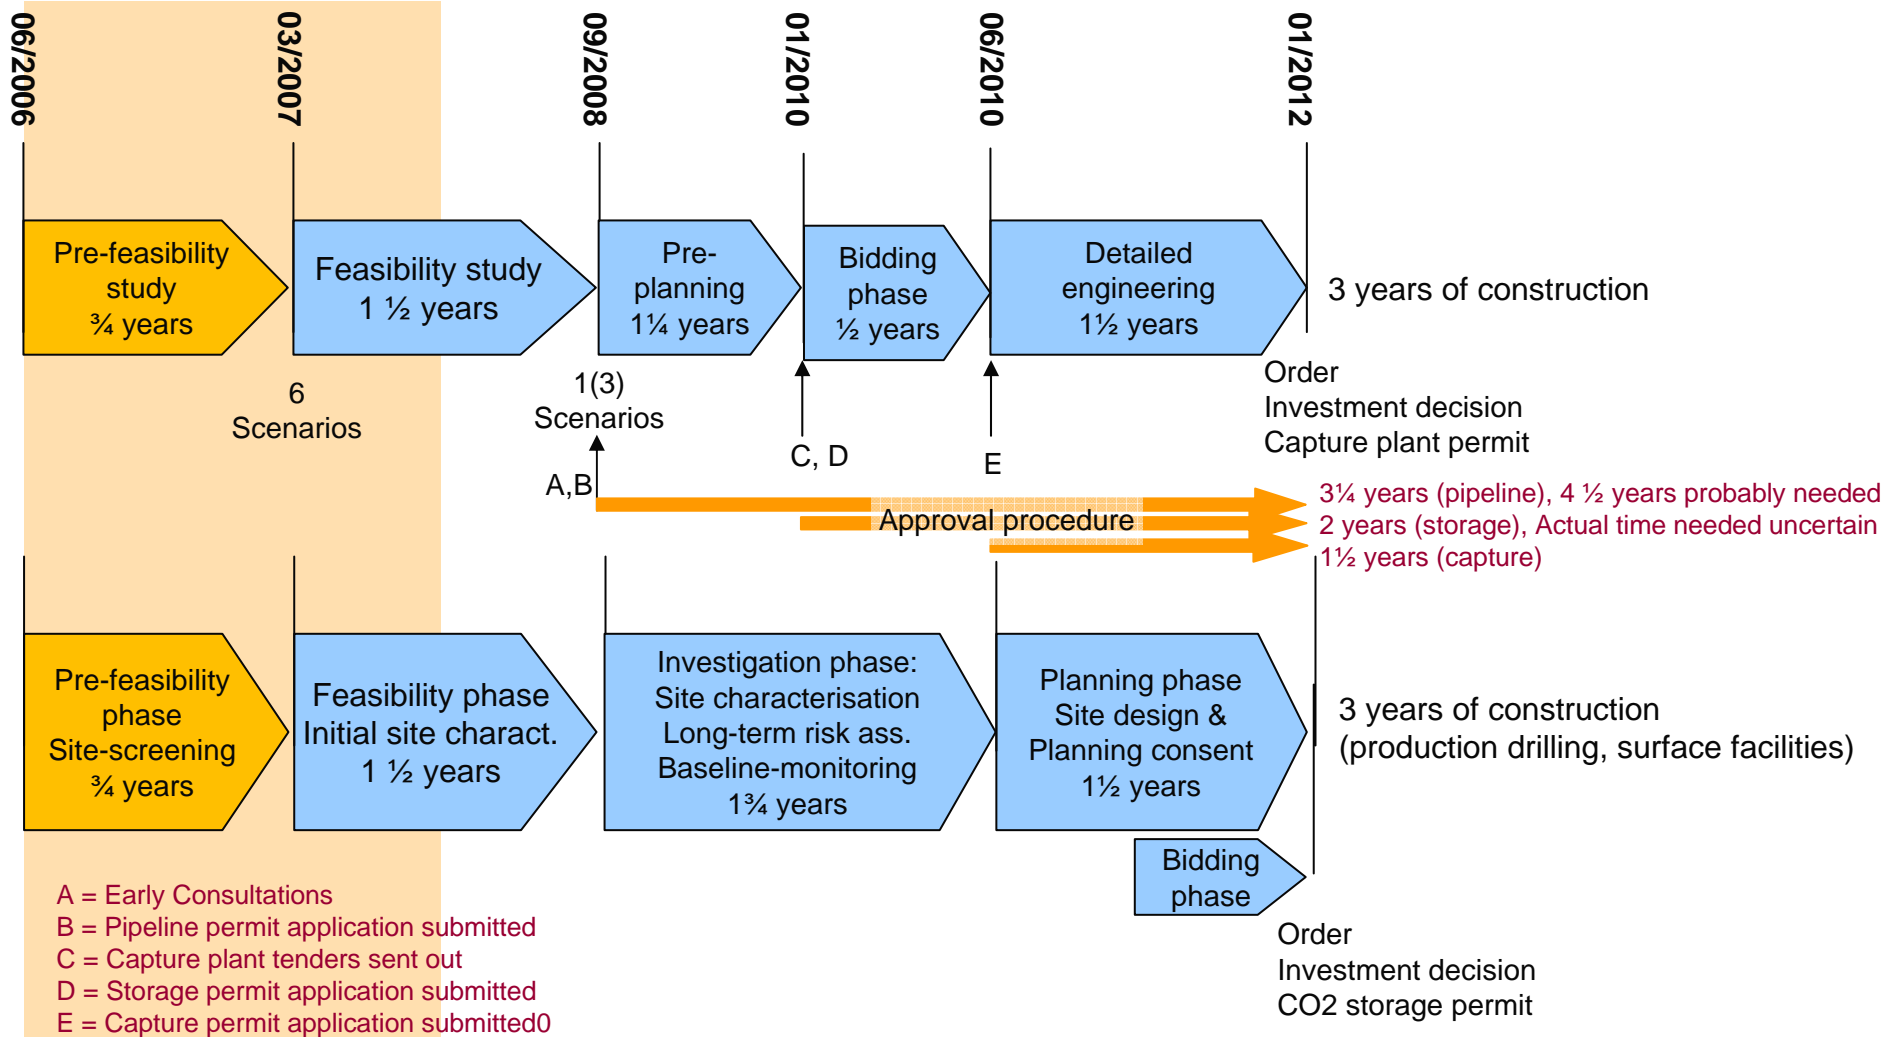 06/2006
03/2007
09/2008
01/2010
06/2010
01/2012
Pre-feasibility
study
¾ years
Feasibility study
1 ½ years
Pre-
planning
1¼ years
Bidding
phase
½ years
Detailed
engineering
1½ years
3 years of construction
6
Scenarios
1(3)
Scenarios
A,B
C, D
E
Order
Investment decision
Capture plant permit
Approval procedure
3¼ years (pipeline), 4 ½ years probably needed
2 years (storage), Actual time needed uncertain
1½ years (capture)
Pre-feasibility
phase
Site-screening
¾ years
Feasibility phase
Initial site charact.
1 ½ years
Investigation phase:
Site characterisation
Long-term risk ass.
Baseline-monitoring
1¾ years
Planning phase
Site design &
Planning consent
1½ years
3 years of construction
(production drilling, surface facilities)
Bidding
phase
Order
Investment decision
CO2 storage permit
A = Early Consultations
B = Pipeline permit application submitted
C = Capture plant tenders sent out
D = Storage permit application submitted
E = Capture permit application submitted0